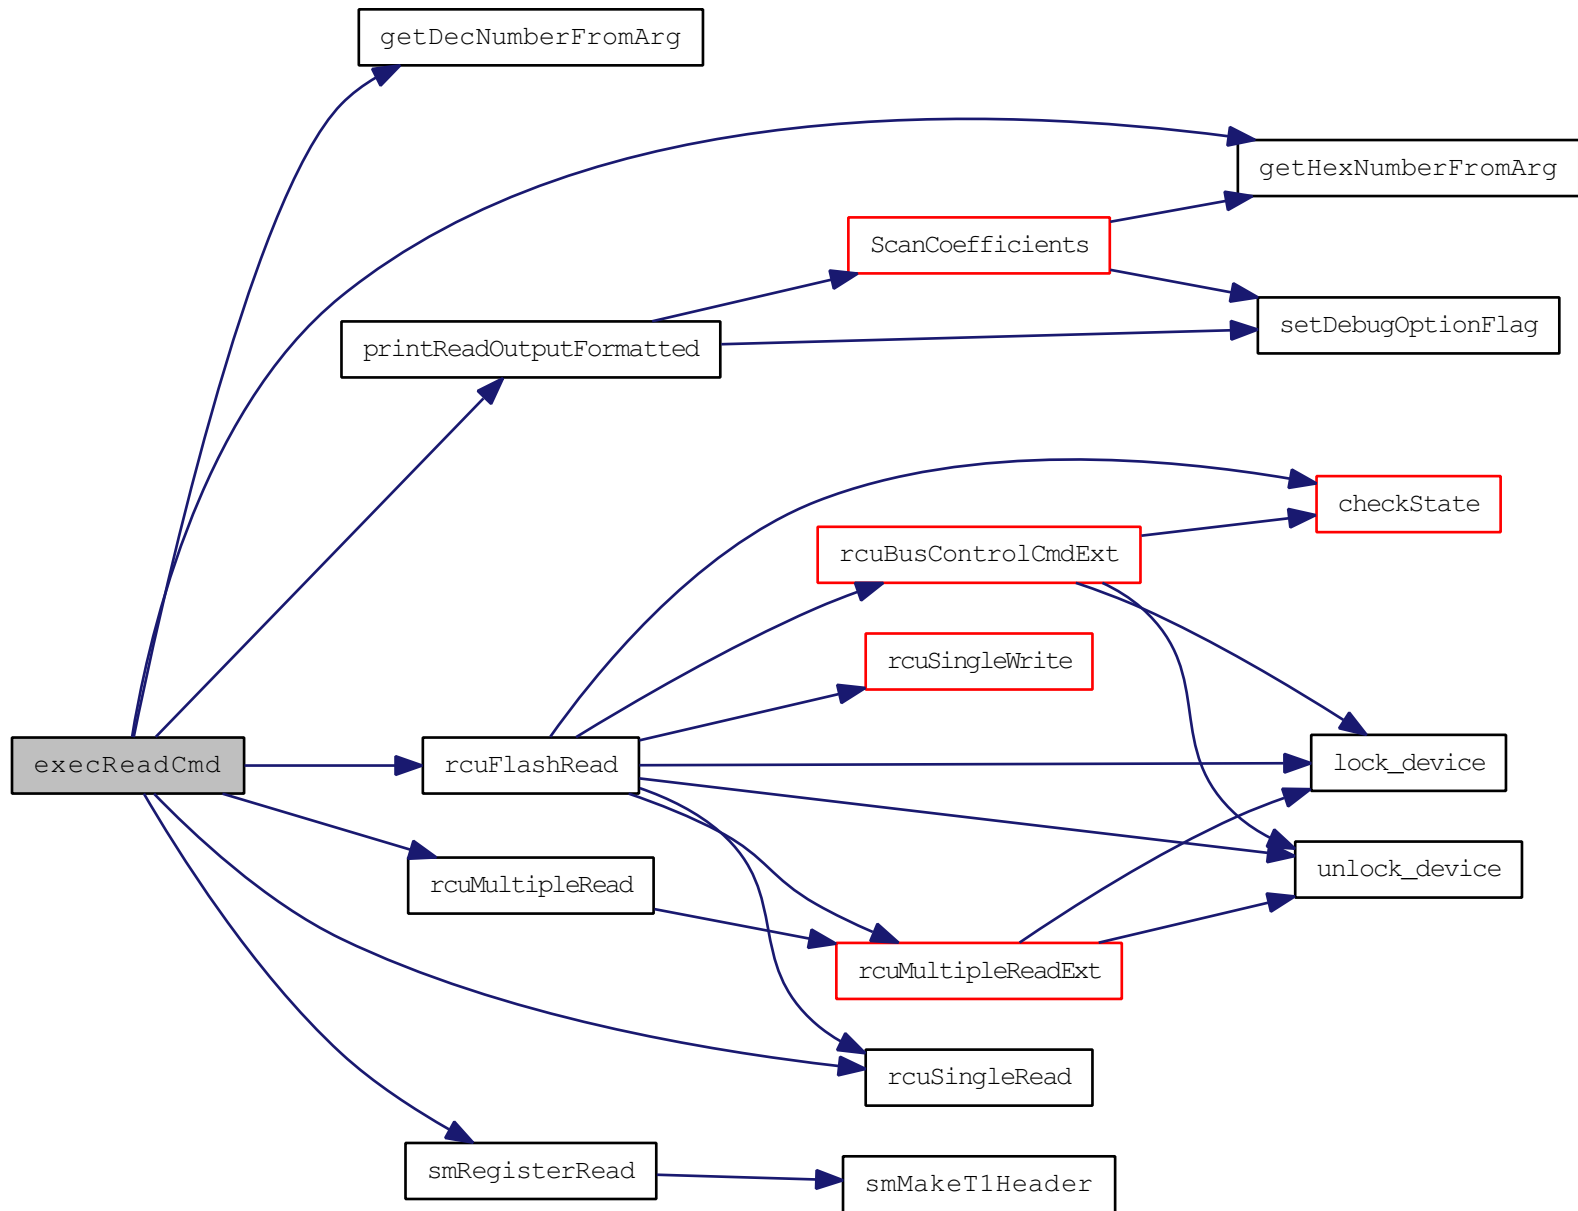 getDecNumberFromArg
getHexNumberFromArg
ScanCoefficients
setDebugOptionFlag
printReadOutputFormatted
checkState
rcuBusControlCmdExt
rcuSingleWrite
execReadCmd
rcuFlashRead
lock_device
rcuMultipleRead
unlock_device
rcuMultipleReadExt
rcuSingleRead
smRegisterRead
smMakeT1Header